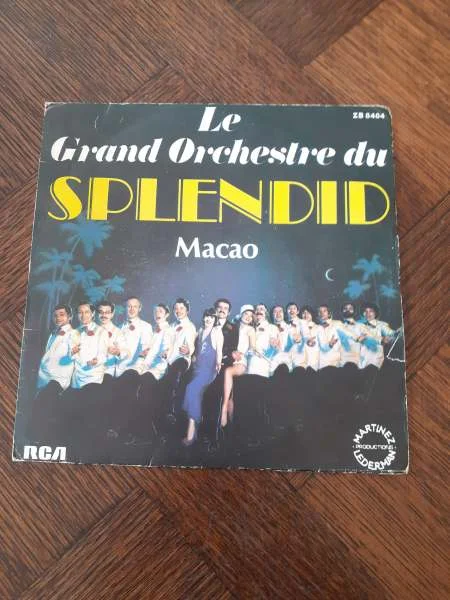 ZB 8404
Le
Grand Orchestre du
SPLENDID
Macao
RCA
MARTINEZ
PRODUCTIONS
LEDERMAN